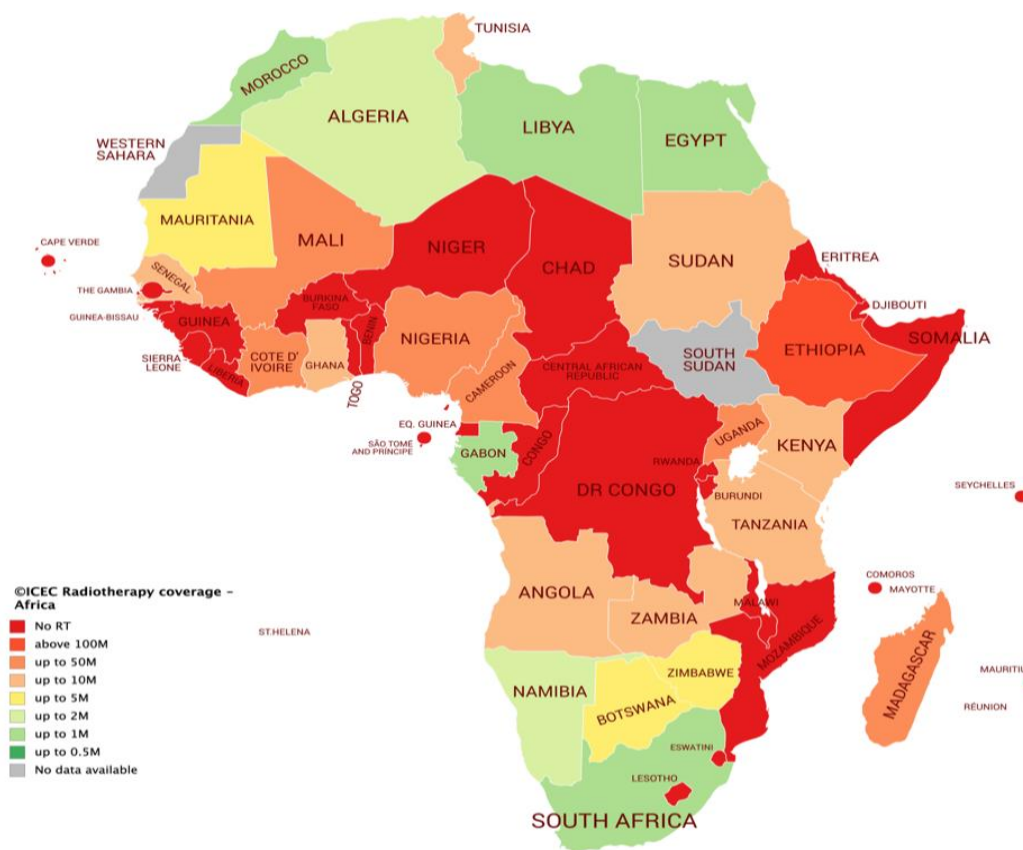 TUNISIA
MOROCCO
ALGERIA
LIBYA
EGYPT
WESTERN
SAHARA
MAURITANIA
MALI
NIGER
CHAD
SUDAN
ERITREA
CAPE VERDE
SENEGAL
THE GAMBIA
GUINEA-BISSAU
GUINEA
BURKINA
FASO
BENIN
NIGERIA
DJIBOUTI
SOMALIA
SIERRA
LEONE
LIBERIA
COTE D'
IVOIRE
GHANA
TOGO
CAMEROON
CENTRAL AFRICAN
REPUBLIC
SOUTH
SUDAN
ETHIOPIA
EQ. GUINEA
SÃO TOMÉ
AND PRÍNCIPE
GABON
CONGO
DR CONGO
UGANDA
KENYA
RWANDA
BURUNDI
TANZANIA
SEYCHELLES
ANGOLA
ZAMBIA
MALAWI
MOZAMBIQUE
COMOROS
MAYOTTE
ST.HELENA
NAMIBIA
BOTSWANA
ZIMBABWE
MADAGASCAR
MAURITIU
RÉUNION
ESWATINI
LESOTHO
SOUTH AFRICA
©ICEC Radiotherapy coverage –
Africa
No RT
above 100M
up to 50M
up to 10M
up to 5M
up to 2M
up to 1M
up to 0.5M
No data available